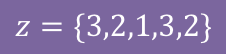 z = {3,2,1,3,2}